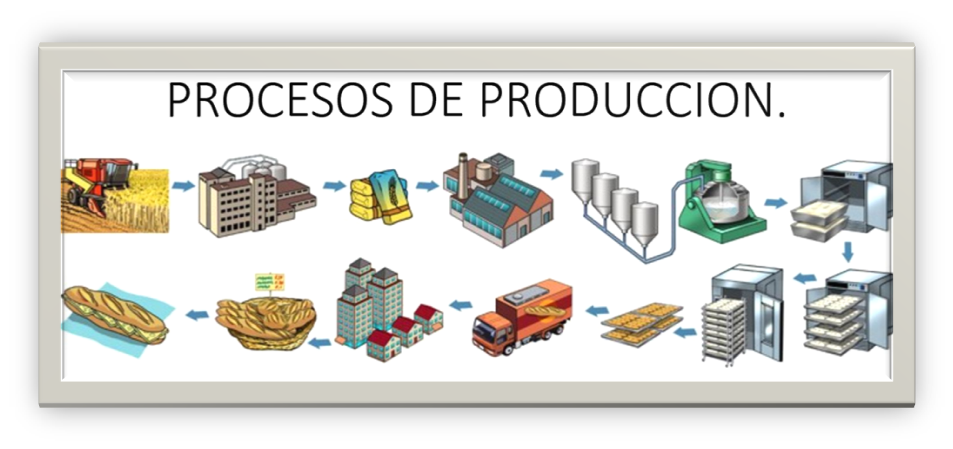 PROCESOS DE PRODUCCION.